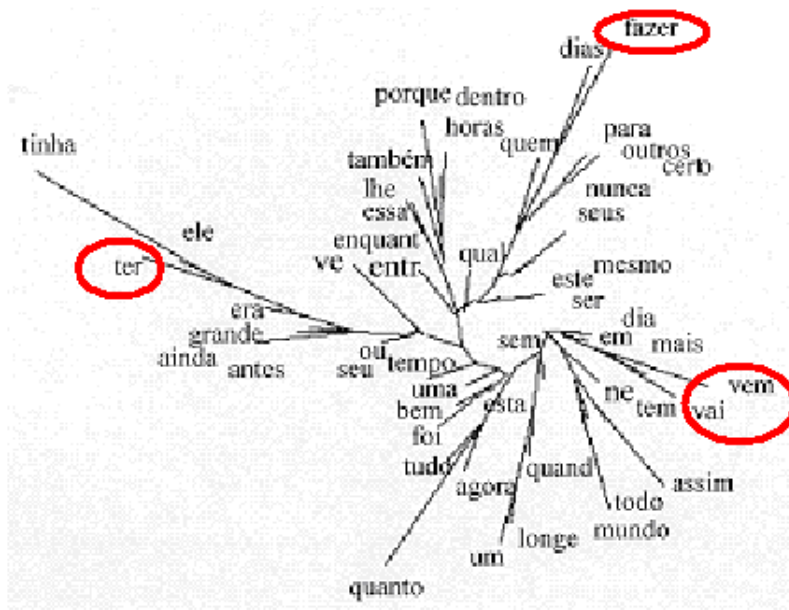 fazer
dias
porque
dentro
tinha
horas
quem
para
outros
certo
também
nunca
lhe
essa
seus
ele
enquant
ter
ve
entr
qual
este
mesmo
ser
era
grande
ainda
antes
ou
seu
tempo
sem
em
dia
mais
uma
bem
esta
ne
tem
vai
vem
foi
tudo
agora
quand
assim
todo
mundo
longe
um
quanto